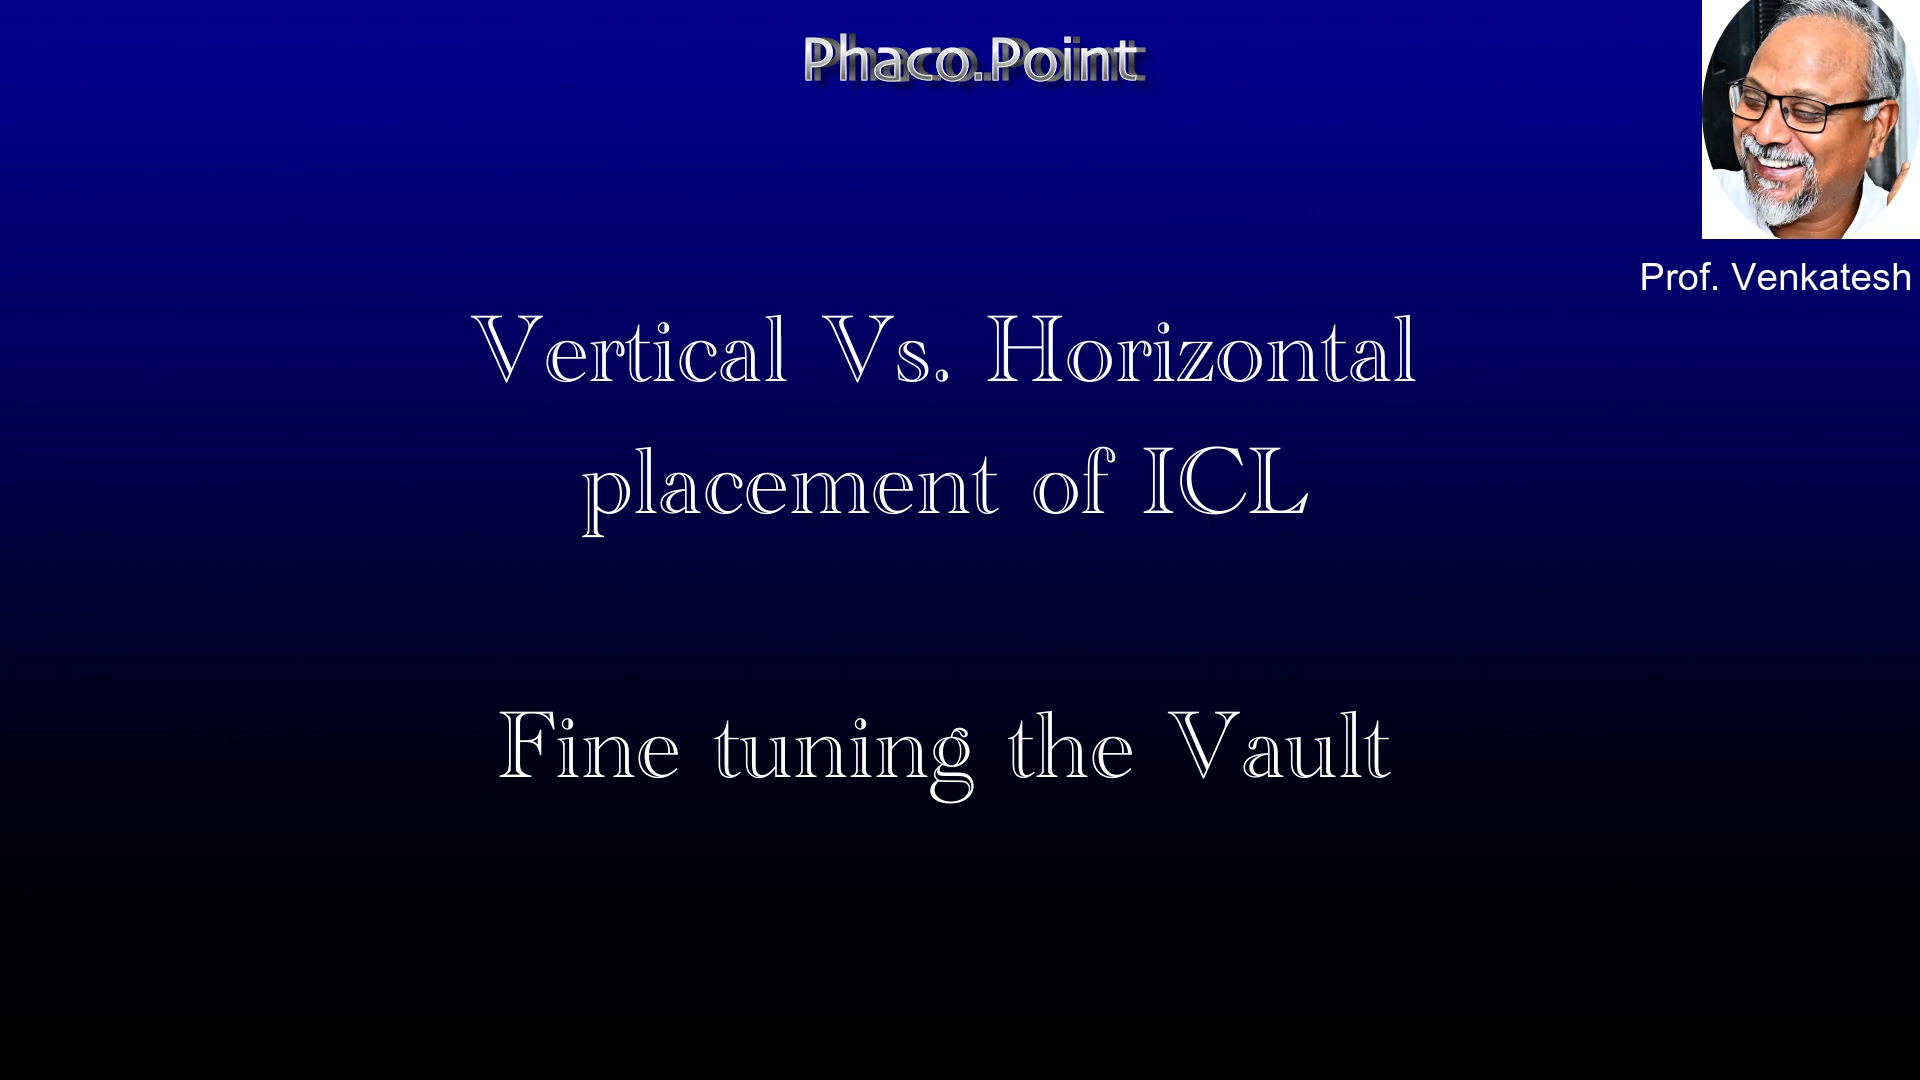 Phaco.Point
Prof. Venkatesh
Vertical Vs. Horizontal
placement of ICL
Fine tuning the Vault